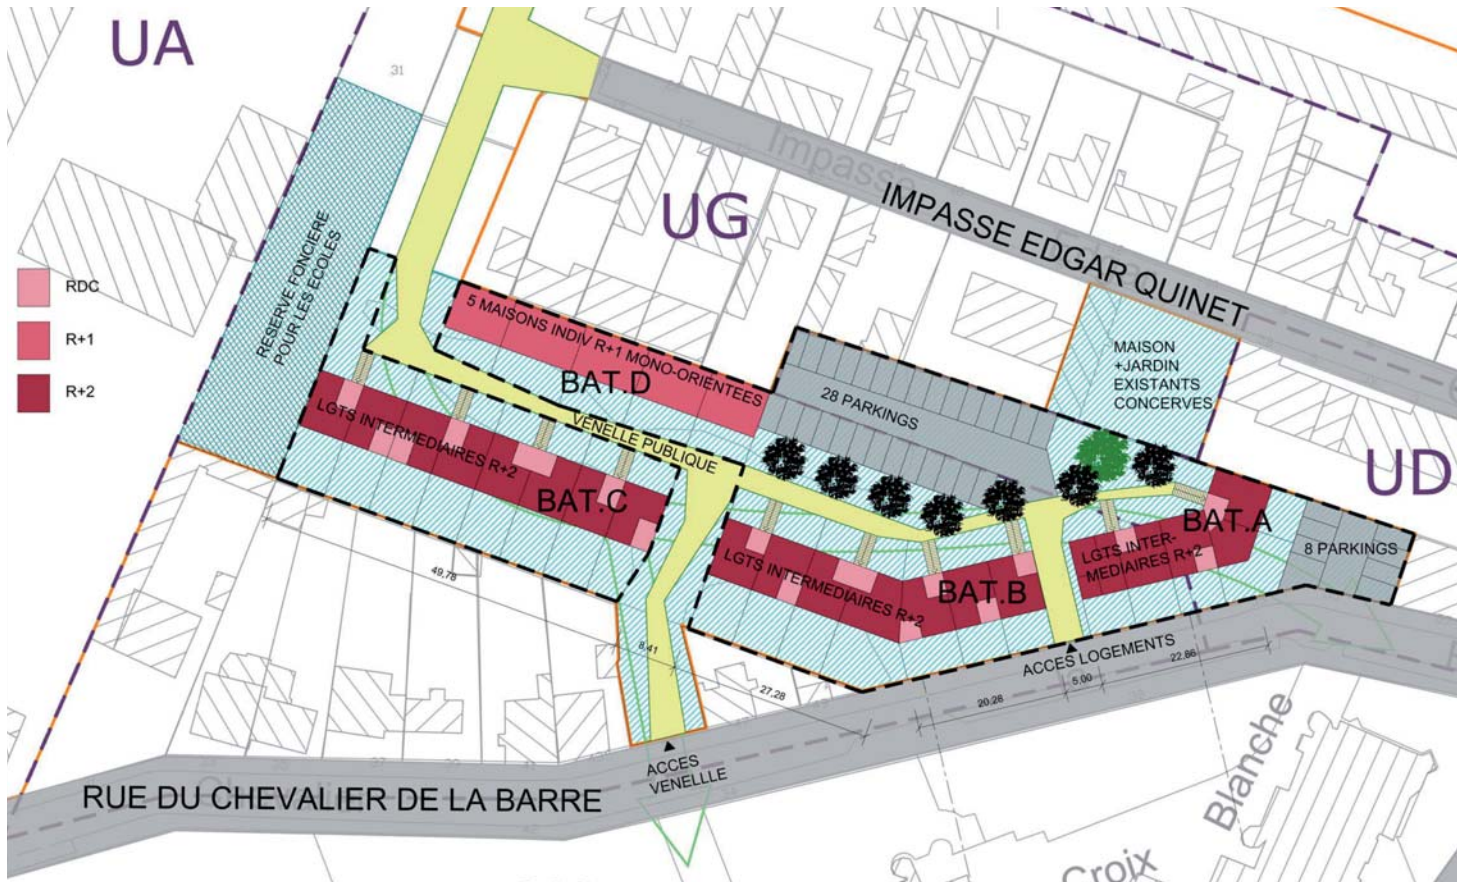 UA
31
UG
Impasse
IMPASSE EDGAR QUINET
RESERVE FONCIERE
POUR LES ECOLES
RDC
R+1
R+2
5 MAISONS INDIV R+1 MONO-ORIENTEES
BAT.D
MAISON
+JARDIN
EXISTANTS
CONCERVES
28 PARKINGS
LGTS INTERMEDIAIRES R+2
VENELLE PUBLIQUE
BAT.C
UD
BAT.A
LGTS INTER-
MEDIAIRES R+2
8 PARKINGS
LGTS INTERMEDIAIRES R+2
BAT.B
49,78
8,41
27,28
ACCES LOGEMENTS
20,28
5,00
22,86
ACCES
VENELLLE
RUE DU CHEVALIER DE LA BARRE
Blanche
Croix